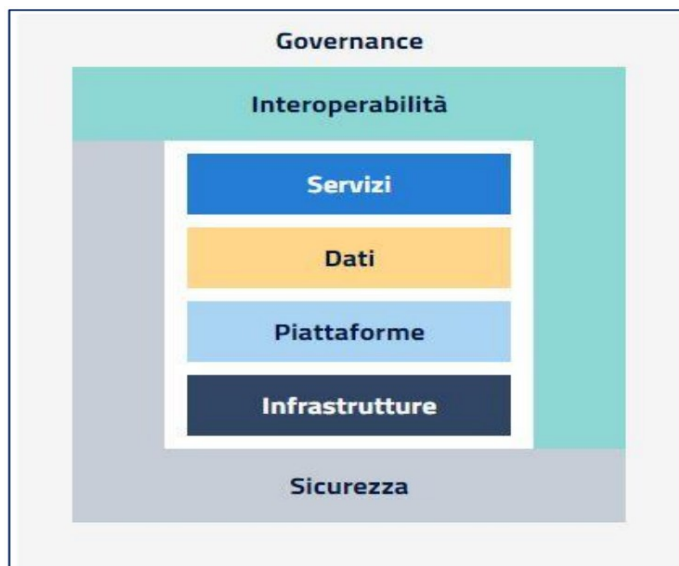 Governance
Interoperabilità
Servizi
Dati
Piattaforme
Infrastrutture
Sicurezza